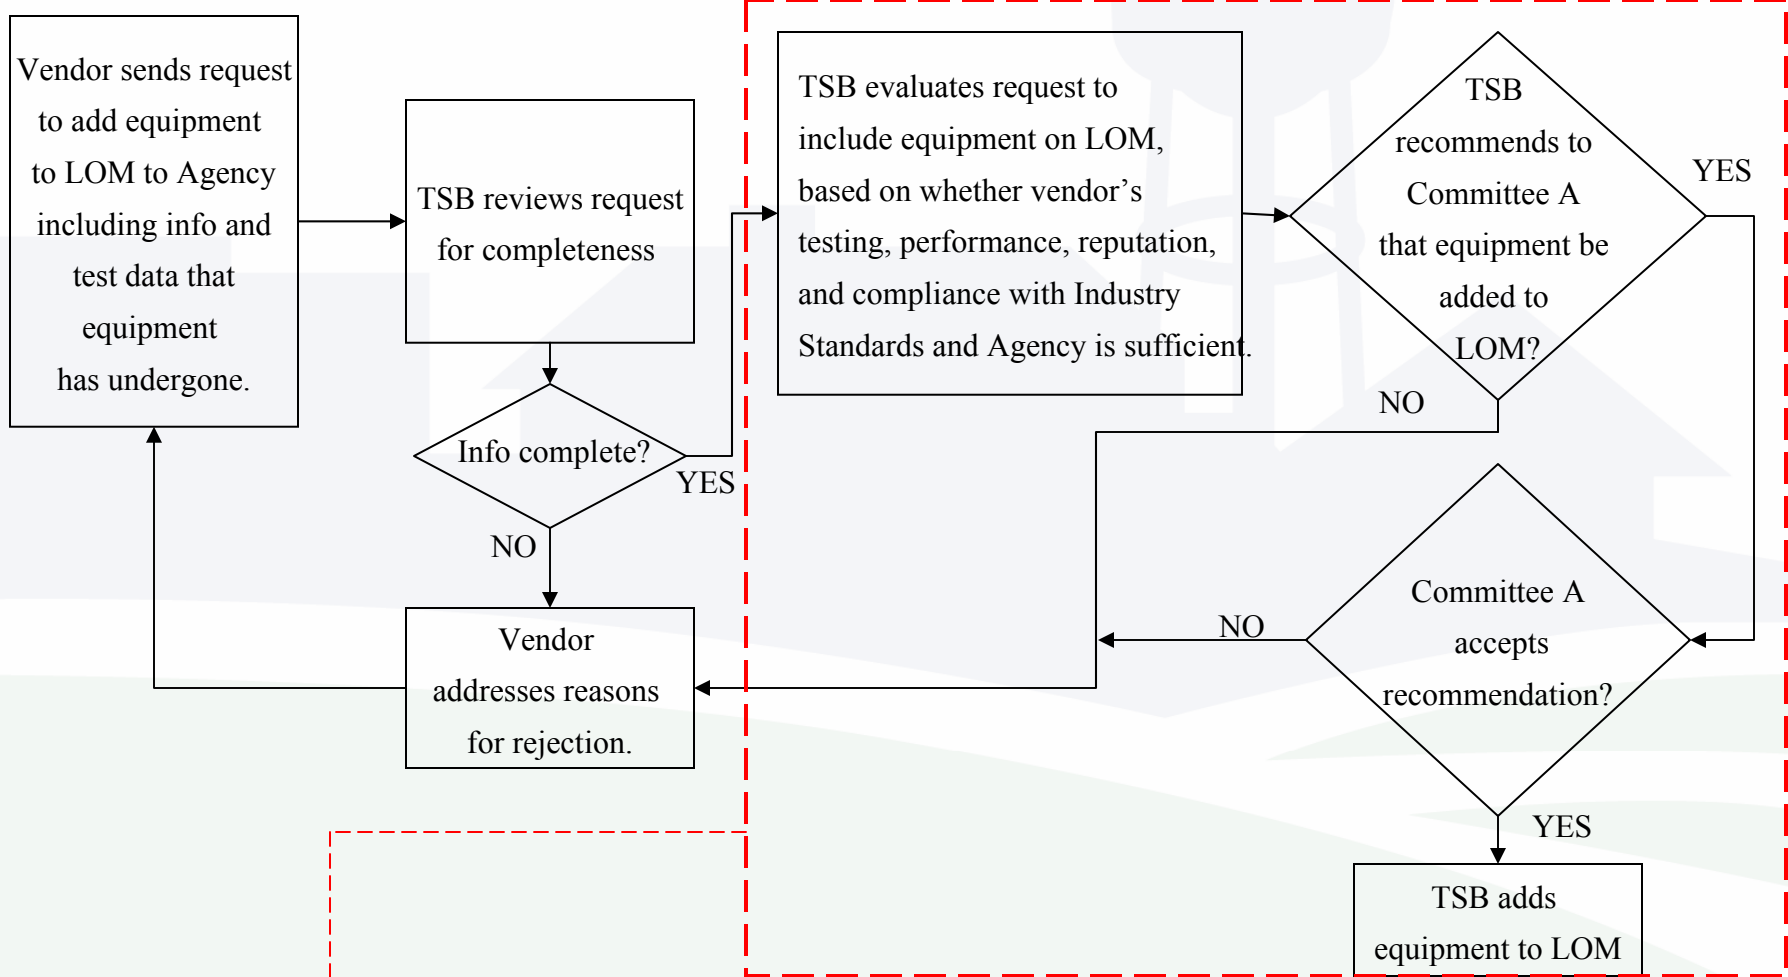 Vendor sends request
to add equipment
to LOM to Agency
including info and
test data that
equipment
has undergone.
TSB reviews request
for completeness
Info complete?
YES
NO
Vendor
addresses reasons
for rejection.
TSB evaluates request to
include equipment on LOM,
based on whether vendor’s
testing, performance, reputation,
and compliance with Industry
Standards and Agency is sufficient.
TSB
recommends to
Committee A
that equipment be
added to
LOM?
YES
NO
Committee A
accepts
recommendation?
NO
YES
TSB adds
equipment to LOM